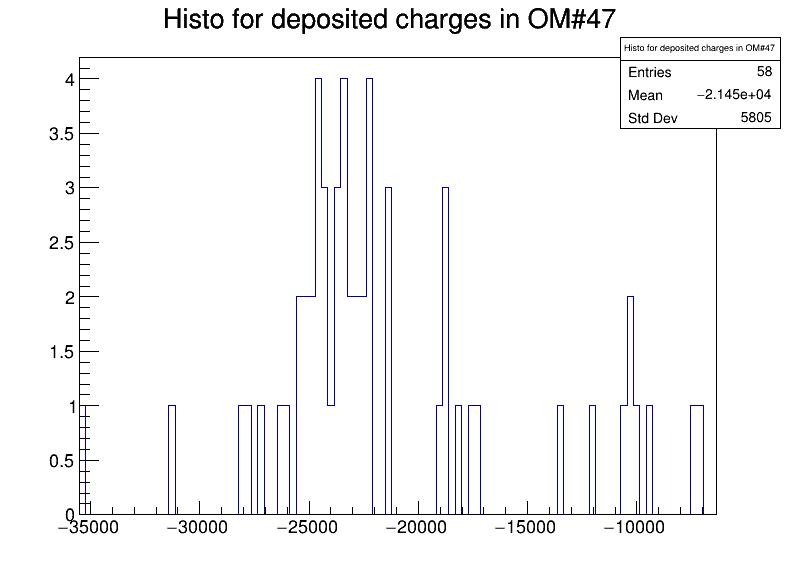 Histo for deposited charges in OM#47
Histo for deposited charges in OM#47
Entries 58
Mean −2.145e+04
Std Dev 5805
4
3.5
3
2.5
2
1.5
1
0.5
0
−35000 −30000 −25000 −20000 −15000 −10000